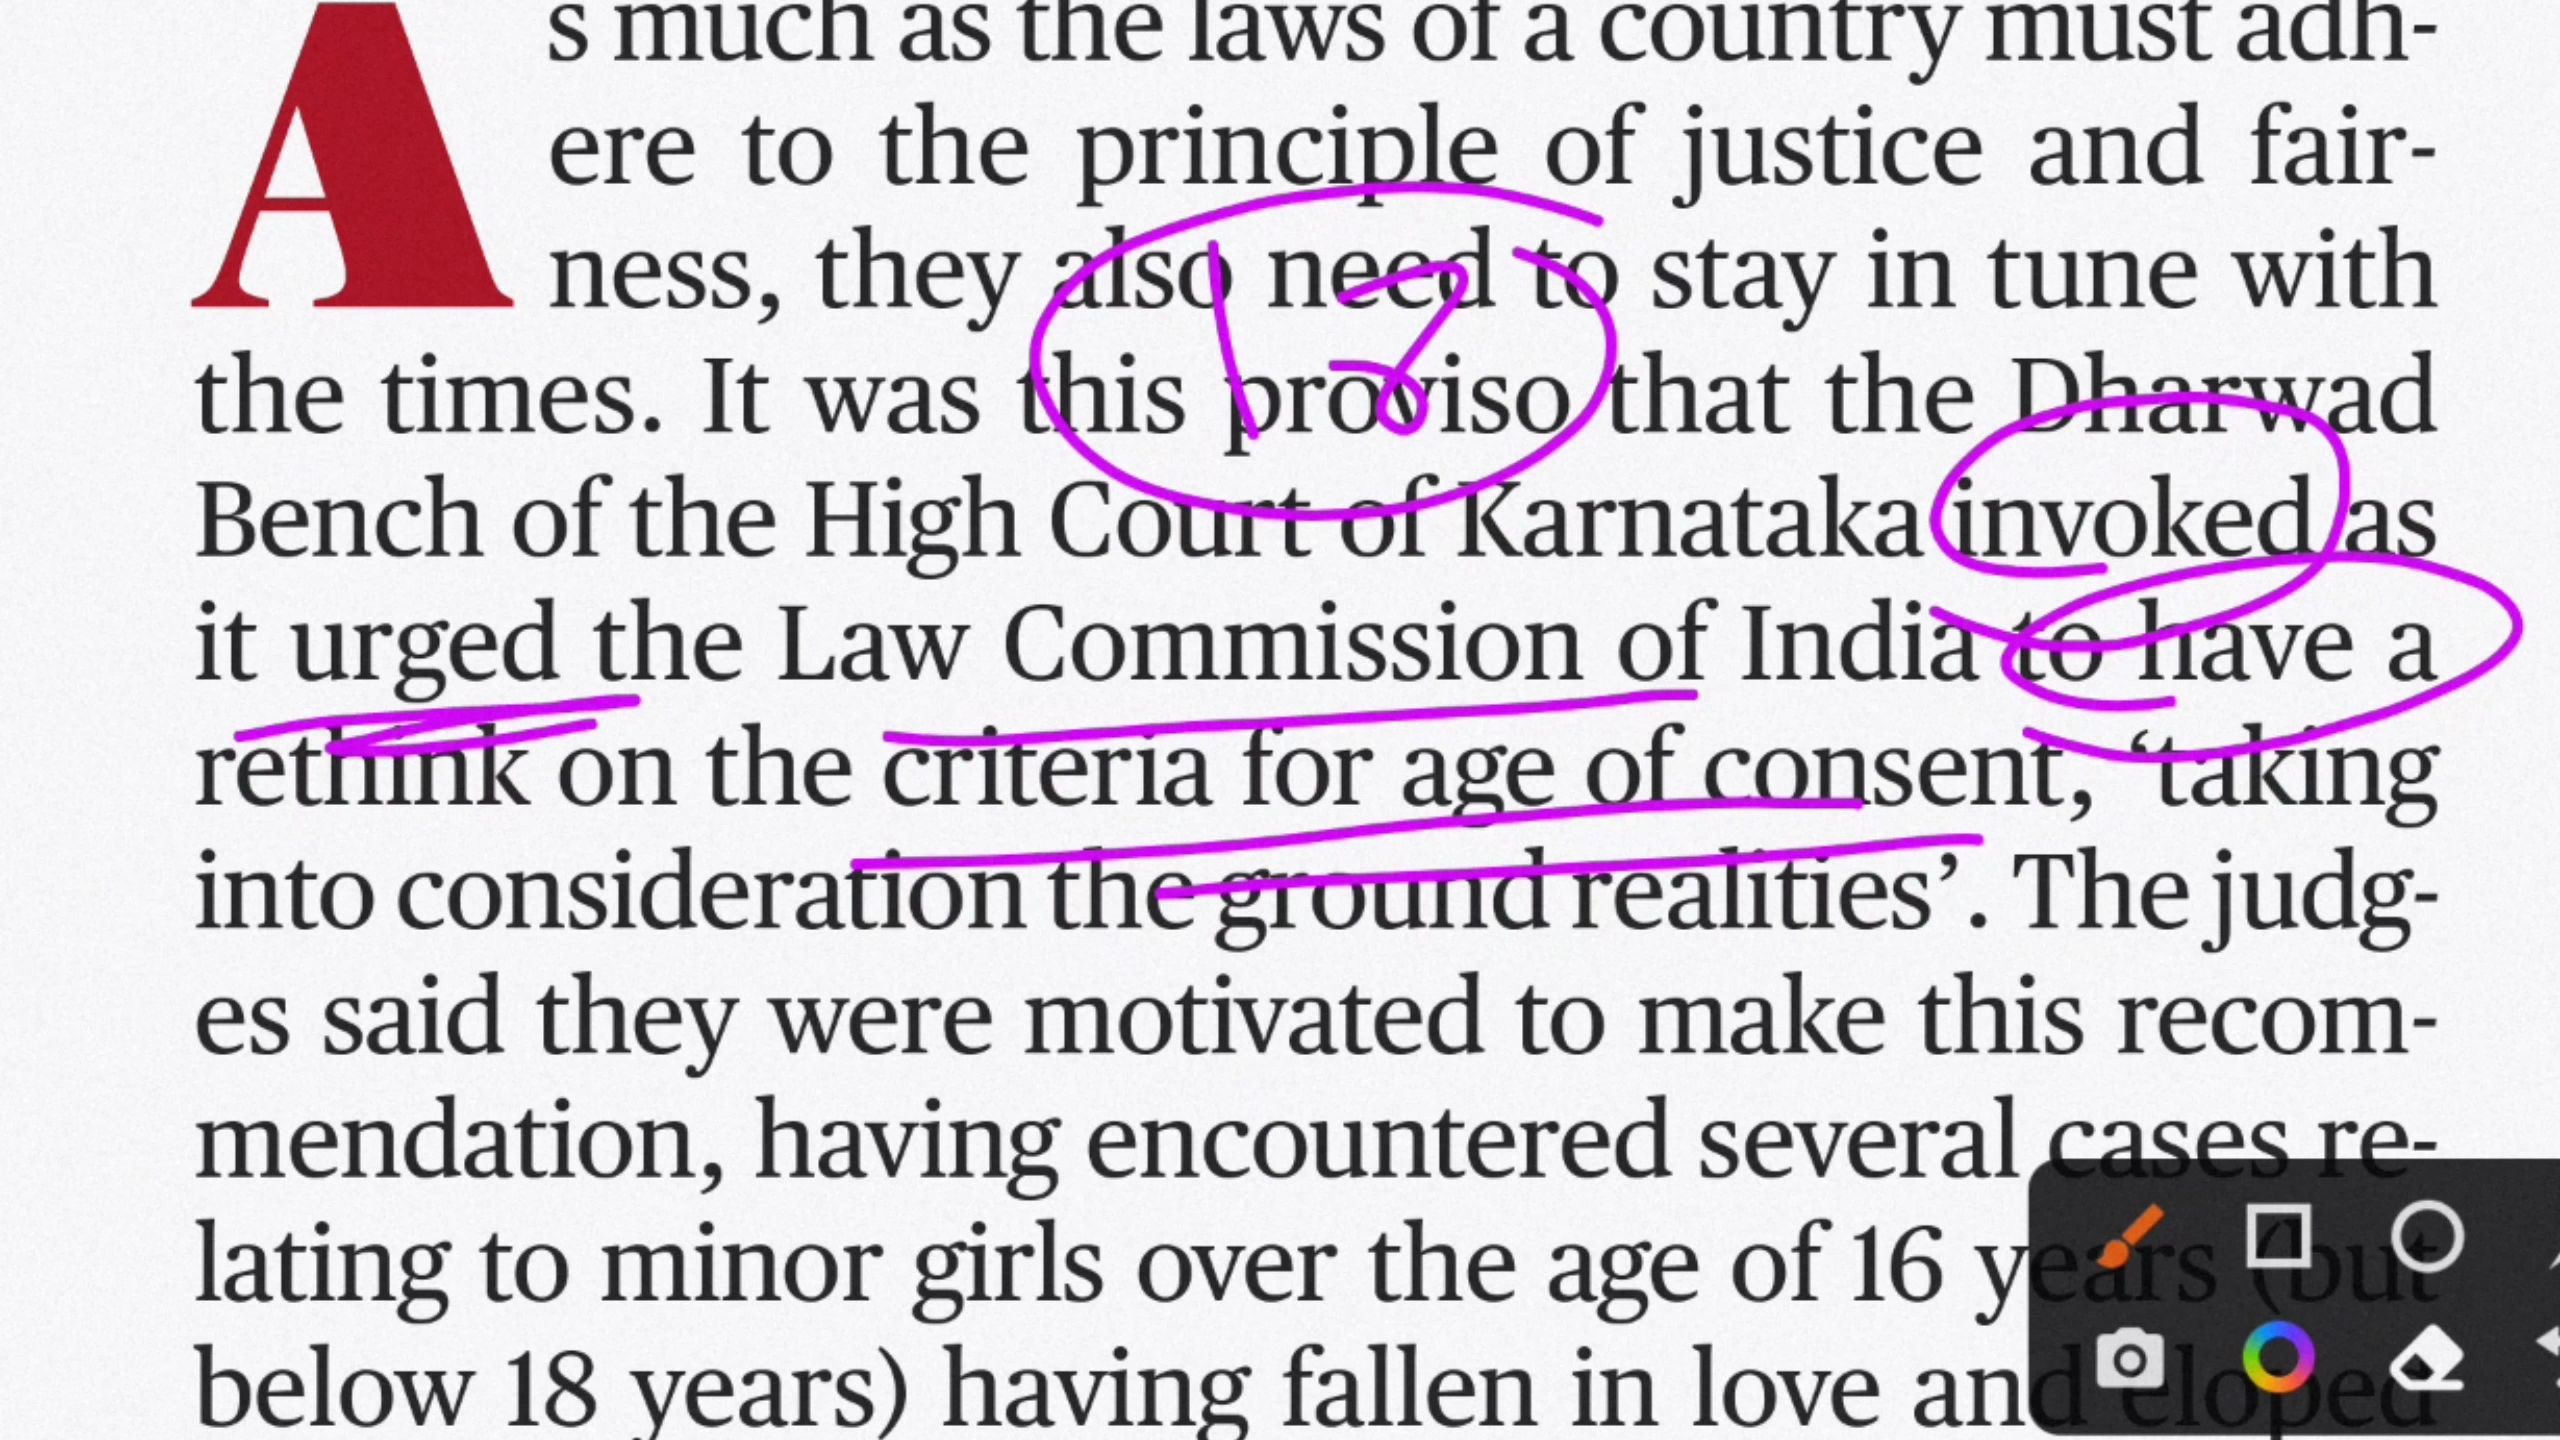 As much as the laws of a country must adh-
ere to the principle of justice and fair-
ness, they also need to stay in tune with
the times. It was this proviso that the Dharwad
Bench of the High Court of Karnataka invoked as
it urged the Law Commission of India to have a
rethink on the criteria for age of consent, ‘taking
into consideration the ground realities’. The judg-
es said they were motivated to make this recom-
mendation, having encountered several cases re-
lating to minor girls over the age of 16 years (but
below 18 years) having fallen in love and eloped
18